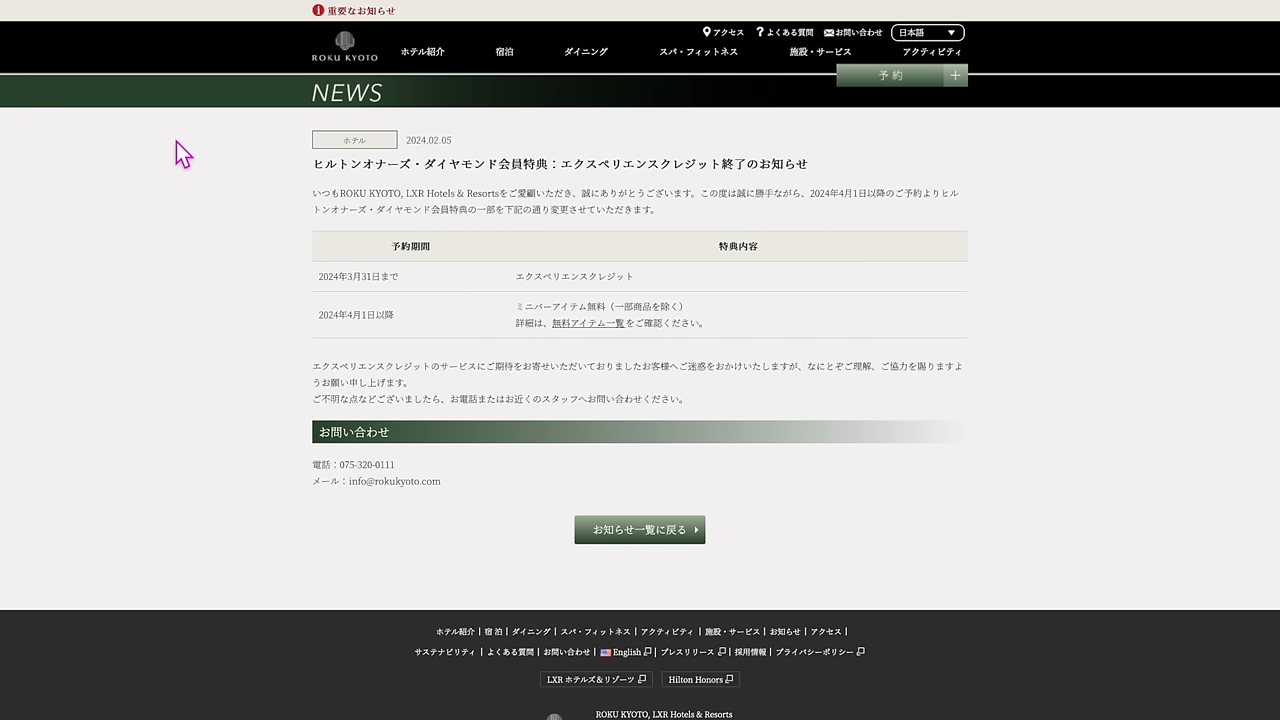 重要なお知らせ
アクセス よくある質問 お問い合わせ 日本語
ROKU KYOTO
ホテル紹介 宿泊 ダイニング スパ・フィットネス 施設・サービス アクティビティ
予約
NEWS
ホテル 2024.02.05
ヒルトンオナーズ・ダイヤモンド会員特典：エクスペリエンスクレジット終了のお知らせ
いつもROKU KYOTO, LXR Hotels & Resortsをご愛顧いただき、誠にありがとうございます。この度は誠に勝手ながら、2024年4月1日以降のご予約よりヒル
トンオナーズ・ダイヤモンド会員特典の一部を下記の通り変更させていただきます。
予約期間 特典内容
2024年3月31日まで エクスペリエンスクレジット
2024年4月1日以降 ミニバーアイテム無料（一部商品を除く）
詳細は、無料アイテム一覧をご確認ください。
エクスペリエンスクレジットのサービスにご期待をお寄せいただいておりましたお客様へご迷惑をおかけいたしますが、なにとぞご理解、ご協力を賜りますよ
うお願い申し上げます。
ご不明な点などございましたら、お電話またはお近くのスタッフへお問い合わせください。
お問い合わせ
電話：075-320-0111
メール：info@rokukyoto.com
お知らせ一覧に戻る
ホテル紹介 | 宿 泊 | ダイニング | スパ・フィットネス | アクティビティ | 施設・サービス | お知らせ | アクセス |
サステナビリティ | よくある質問 | お問い合わせ | English | プレスリリース | 採用情報 | プライバシーポリシー
LXR ホテルズ＆リゾーツ Hilton Honors
ROKU KYOTO, LXR Hotels & Resorts